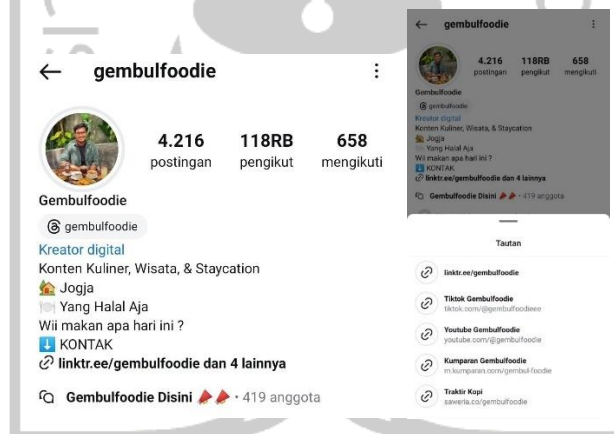 gembulfoodie
4.216 118RB 658
postingan pengikut mengikuti
Gembulfoodie
gembulfoodie
Kreator digital
Konten Kuliner, Wisata, & Staycation
Jogja
Yang Halal Aja
Wii makan apa hari ini ?
KONTAK
linktr.ee/gembulfoodie dan 4 lainnya
Gembulfoodie Disini • 419 anggota
gembulfoodie
4.216 118RB 658
postingan pengikut mengikuti
Gembulfoodie
gembulfoodie
Kreator digital
Konten Kuliner, Wisata, & Staycation
Jogja
Yang Halal Aja
Wii makan apa hari ini ?
KONTAK
linktr.ee/gembulfoodie dan 4 lainnya
Gembulfoodie Disini • 419 anggota
Tautan
linktr.ee/gembulfoodie
Tiktok Gembulfoodie
tiktok.com/@gembulfoodieee
Youtube Gembulfoodie
youtube.com/@gembulfoodie
Kumparan Gembulfoodie
m.kumparan.com/gembul-foodie
Traktir Kopi
saweria.co/gembulfoodie